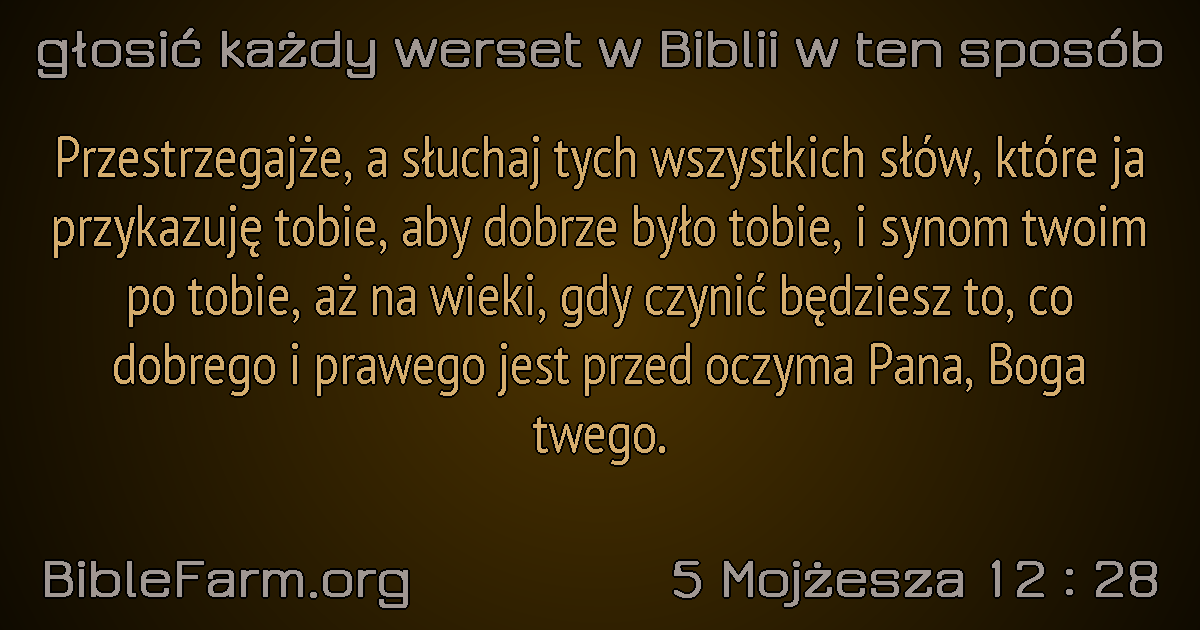 głosić każdy werset w Biblii w ten sposób
Przestrzegajże, a słuchaj tych wszystkich słów, które ja
przykazuję tobie, aby dobrze było tobie, i synom twoim
po tobie, aż na wieki, gdy czynić będziesz to, co
dobrego i prawego jest przed oczyma Pana, Boga
twego.
BibleFarm.org
5 Mojżesza 12 : 28